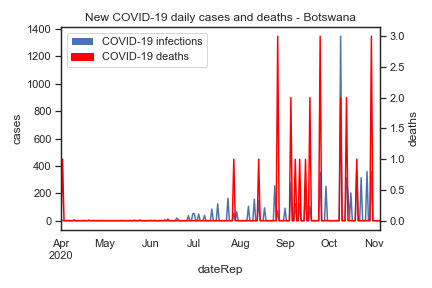 New COVID-19 daily cases and deaths - Botswana
COVID-19 infections
COVID-19 deaths
1400
1200
1000
800
600
400
200
0
cases
3.0
2.5
2.0
1.5
1.0
0.5
0.0
deaths
Apr May Jun Jul Aug Sep Oct Nov
2020
dateRep